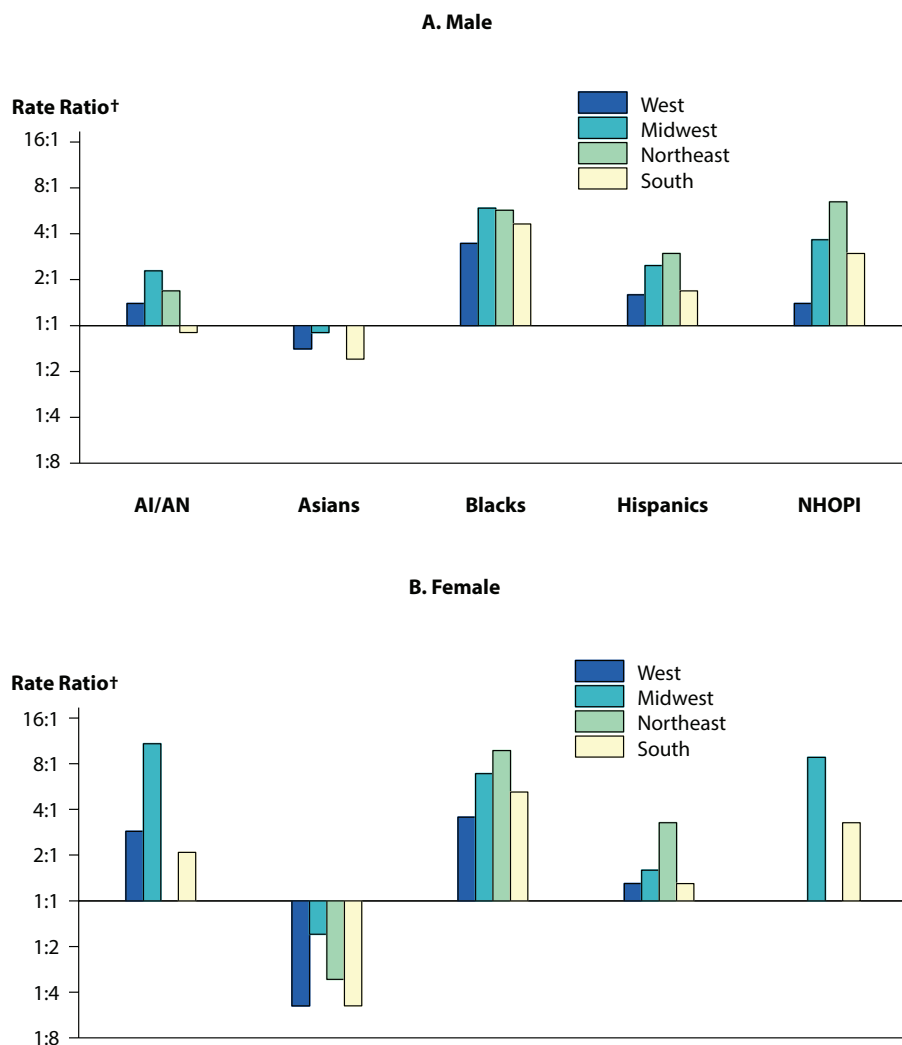 A. Male
Rate Ratio†
West
Midwest
Northeast
South
16:1
8:1
4:1
2:1
1:1
1:2
1:4
1:8
AI/AN Asians Blacks Hispanics NHOPI
B. Female
Rate Ratio†
West
Midwest
Northeast
South
16:1
8:1
4:1
2:1
1:1
1:2
1:4
1:8